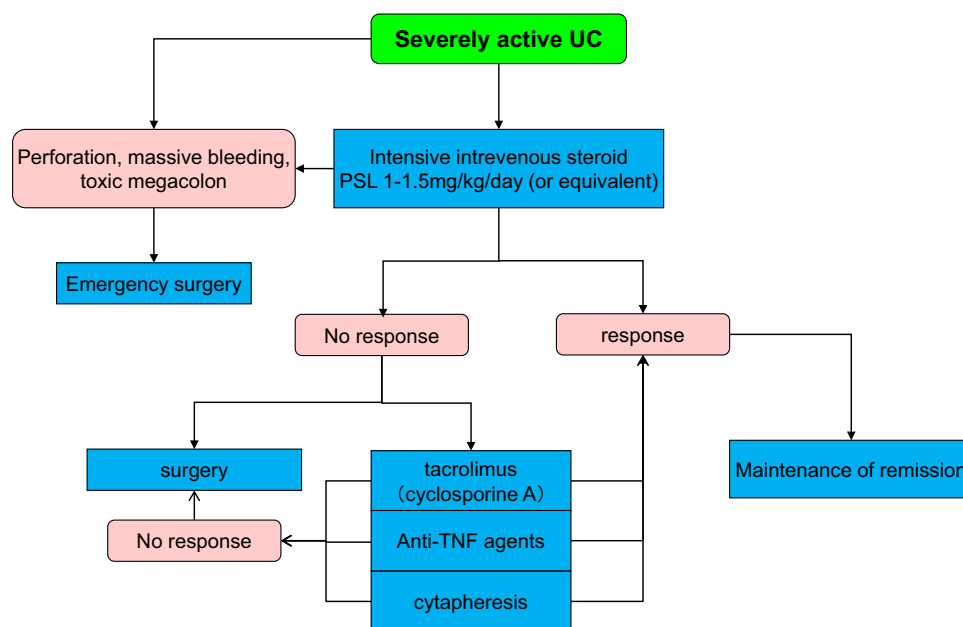 Severely active UC
Perforation, massive bleeding,
toxic megacolon
Intensive intrevenous steroid
PSL 1-1.5mg/kg/day (or equivalent)
Emergency surgery
No response
response
surgery
tacrolimus
（cyclosporine A）
Maintenance of remission
No response
Anti-TNF agents
cytapheresis